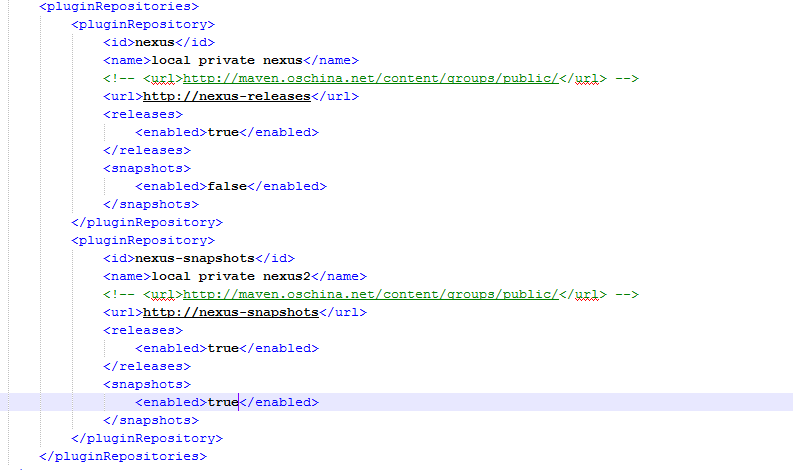 <pluginRepositories>
<pluginRepository>
<id>nexus</id>
<name>local private nexus</name>
<!-- <url>http://maven.oschina.net/content/groups/public/</url> -->
<url>http://nexus-releases</url>
<releases>
<enabled>true</enabled>
</releases>
<snapshots>
<enabled>false</enabled>
</snapshots>
</pluginRepository>
<pluginRepository>
<id>nexus-snapshots</id>
<name>local private nexus2</name>
<!-- <url>http://maven.oschina.net/content/groups/public/</url> -->
<url>http://nexus-snapshots</url>
<releases>
<enabled>true</enabled>
</releases>
<snapshots>
<enabled>true</enabled>
</snapshots>
</pluginRepository>
</pluginRepositories>